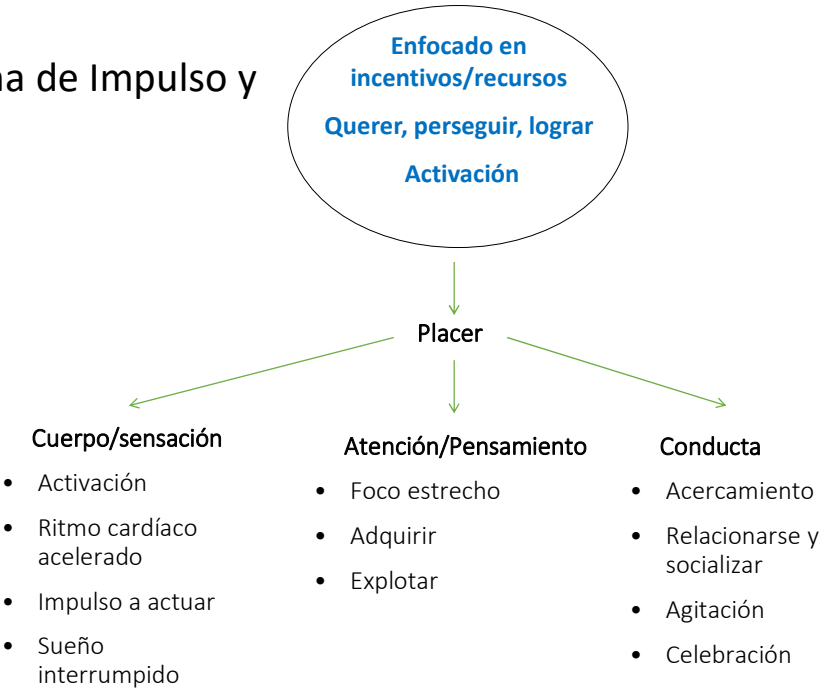 na de Impulso y
Enfocado en
incentivos/recursos
Querer, perseguir, lograr
Activación
Placer
Cuerpo/sensación
• Activación
• Ritmo cardíaco
acelerado
• Impulso a actuar
• Sueño
interrumpido
Atención/Pensamiento
• Foco estrecho
• Adquirir
• Explotar
Conducta
• Acercamiento
• Relacionarse y
socializar
• Agitación
• Celebración